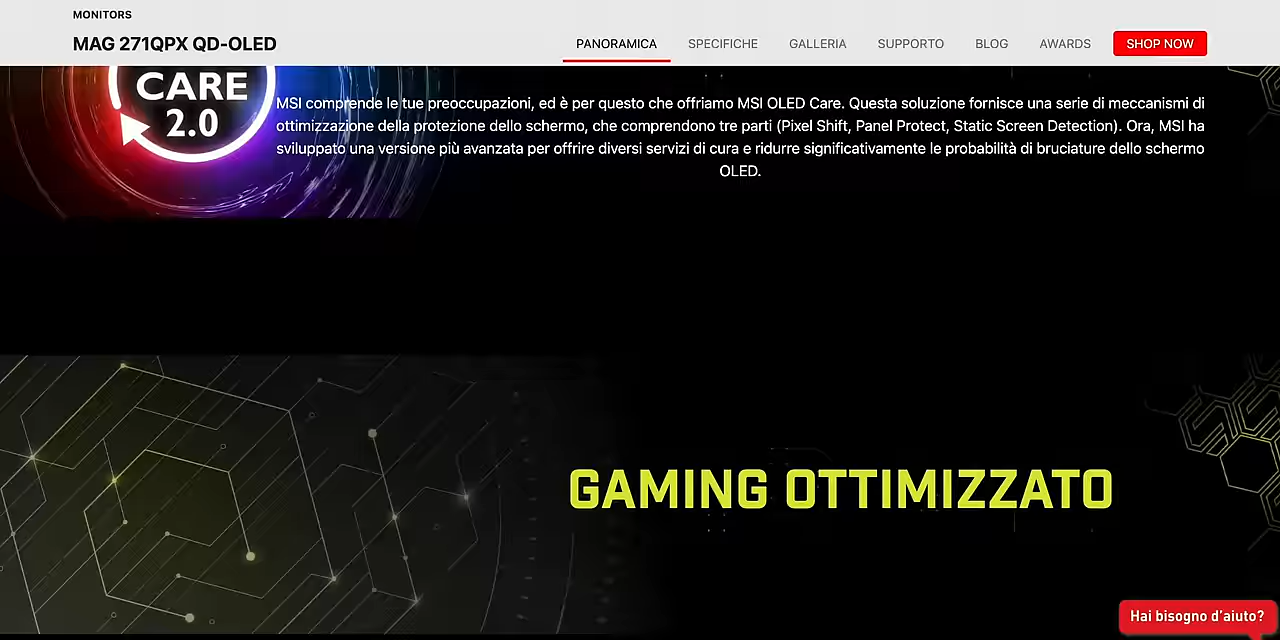 MONITORS
MAG 271QPX QD-OLED
PANORAMICA
SPECIFICHE
GALLERIA
SUPPORTO
BLOG
AWARDS
SHOP NOW
CARE
2.0
MSI comprende le tue preoccupazioni, ed è per questo che offriamo MSI OLED Care. Questa soluzione fornisce una serie di meccanismi di
ottimizzazione della protezione dello schermo, che comprendono tre parti (Pixel Shift, Panel Protect, Static Screen Detection). Ora, MSI ha
sviluppato una versione più avanzata per offrire diversi servizi di cura e ridurre significativamente le probabilità di bruciature dello schermo
OLED.
GAMING OTTIMIZZATO
Hai bisogno d'aiuto?